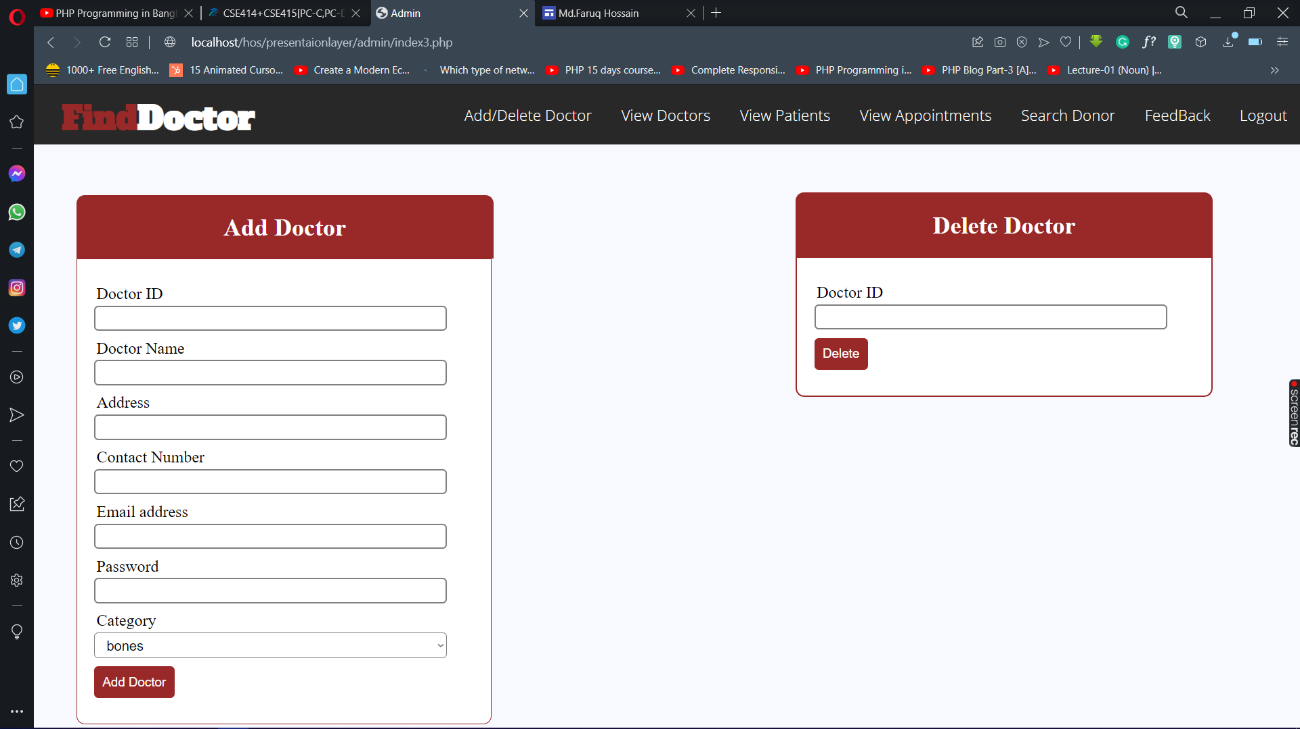 PHP Programming in Bangl
CSE414+CSE415[PC-C,PC-D
Admin
Md.Faruq Hossain
localhost/hos/presentaionlayer/admin/index3.php
f?
1000+ Free English...
15 Animated Curso...
Create a Modern Ec...
Which type of netw...
PHP 15 days course...
Complete Responsi...
PHP Programming i...
PHP Blog Part-3 [A]...
Lecture-01 (Noun) |...
FindDoctor
Add/Delete Doctor
View Doctors
View Patients
View Appointments
Search Donor
FeedBack
Logout
Add Doctor
Doctor ID
Doctor Name
Address
Contact Number
Email address
Password
Category
bones
Add Doctor
Delete Doctor
Doctor ID
Delete
screenrec